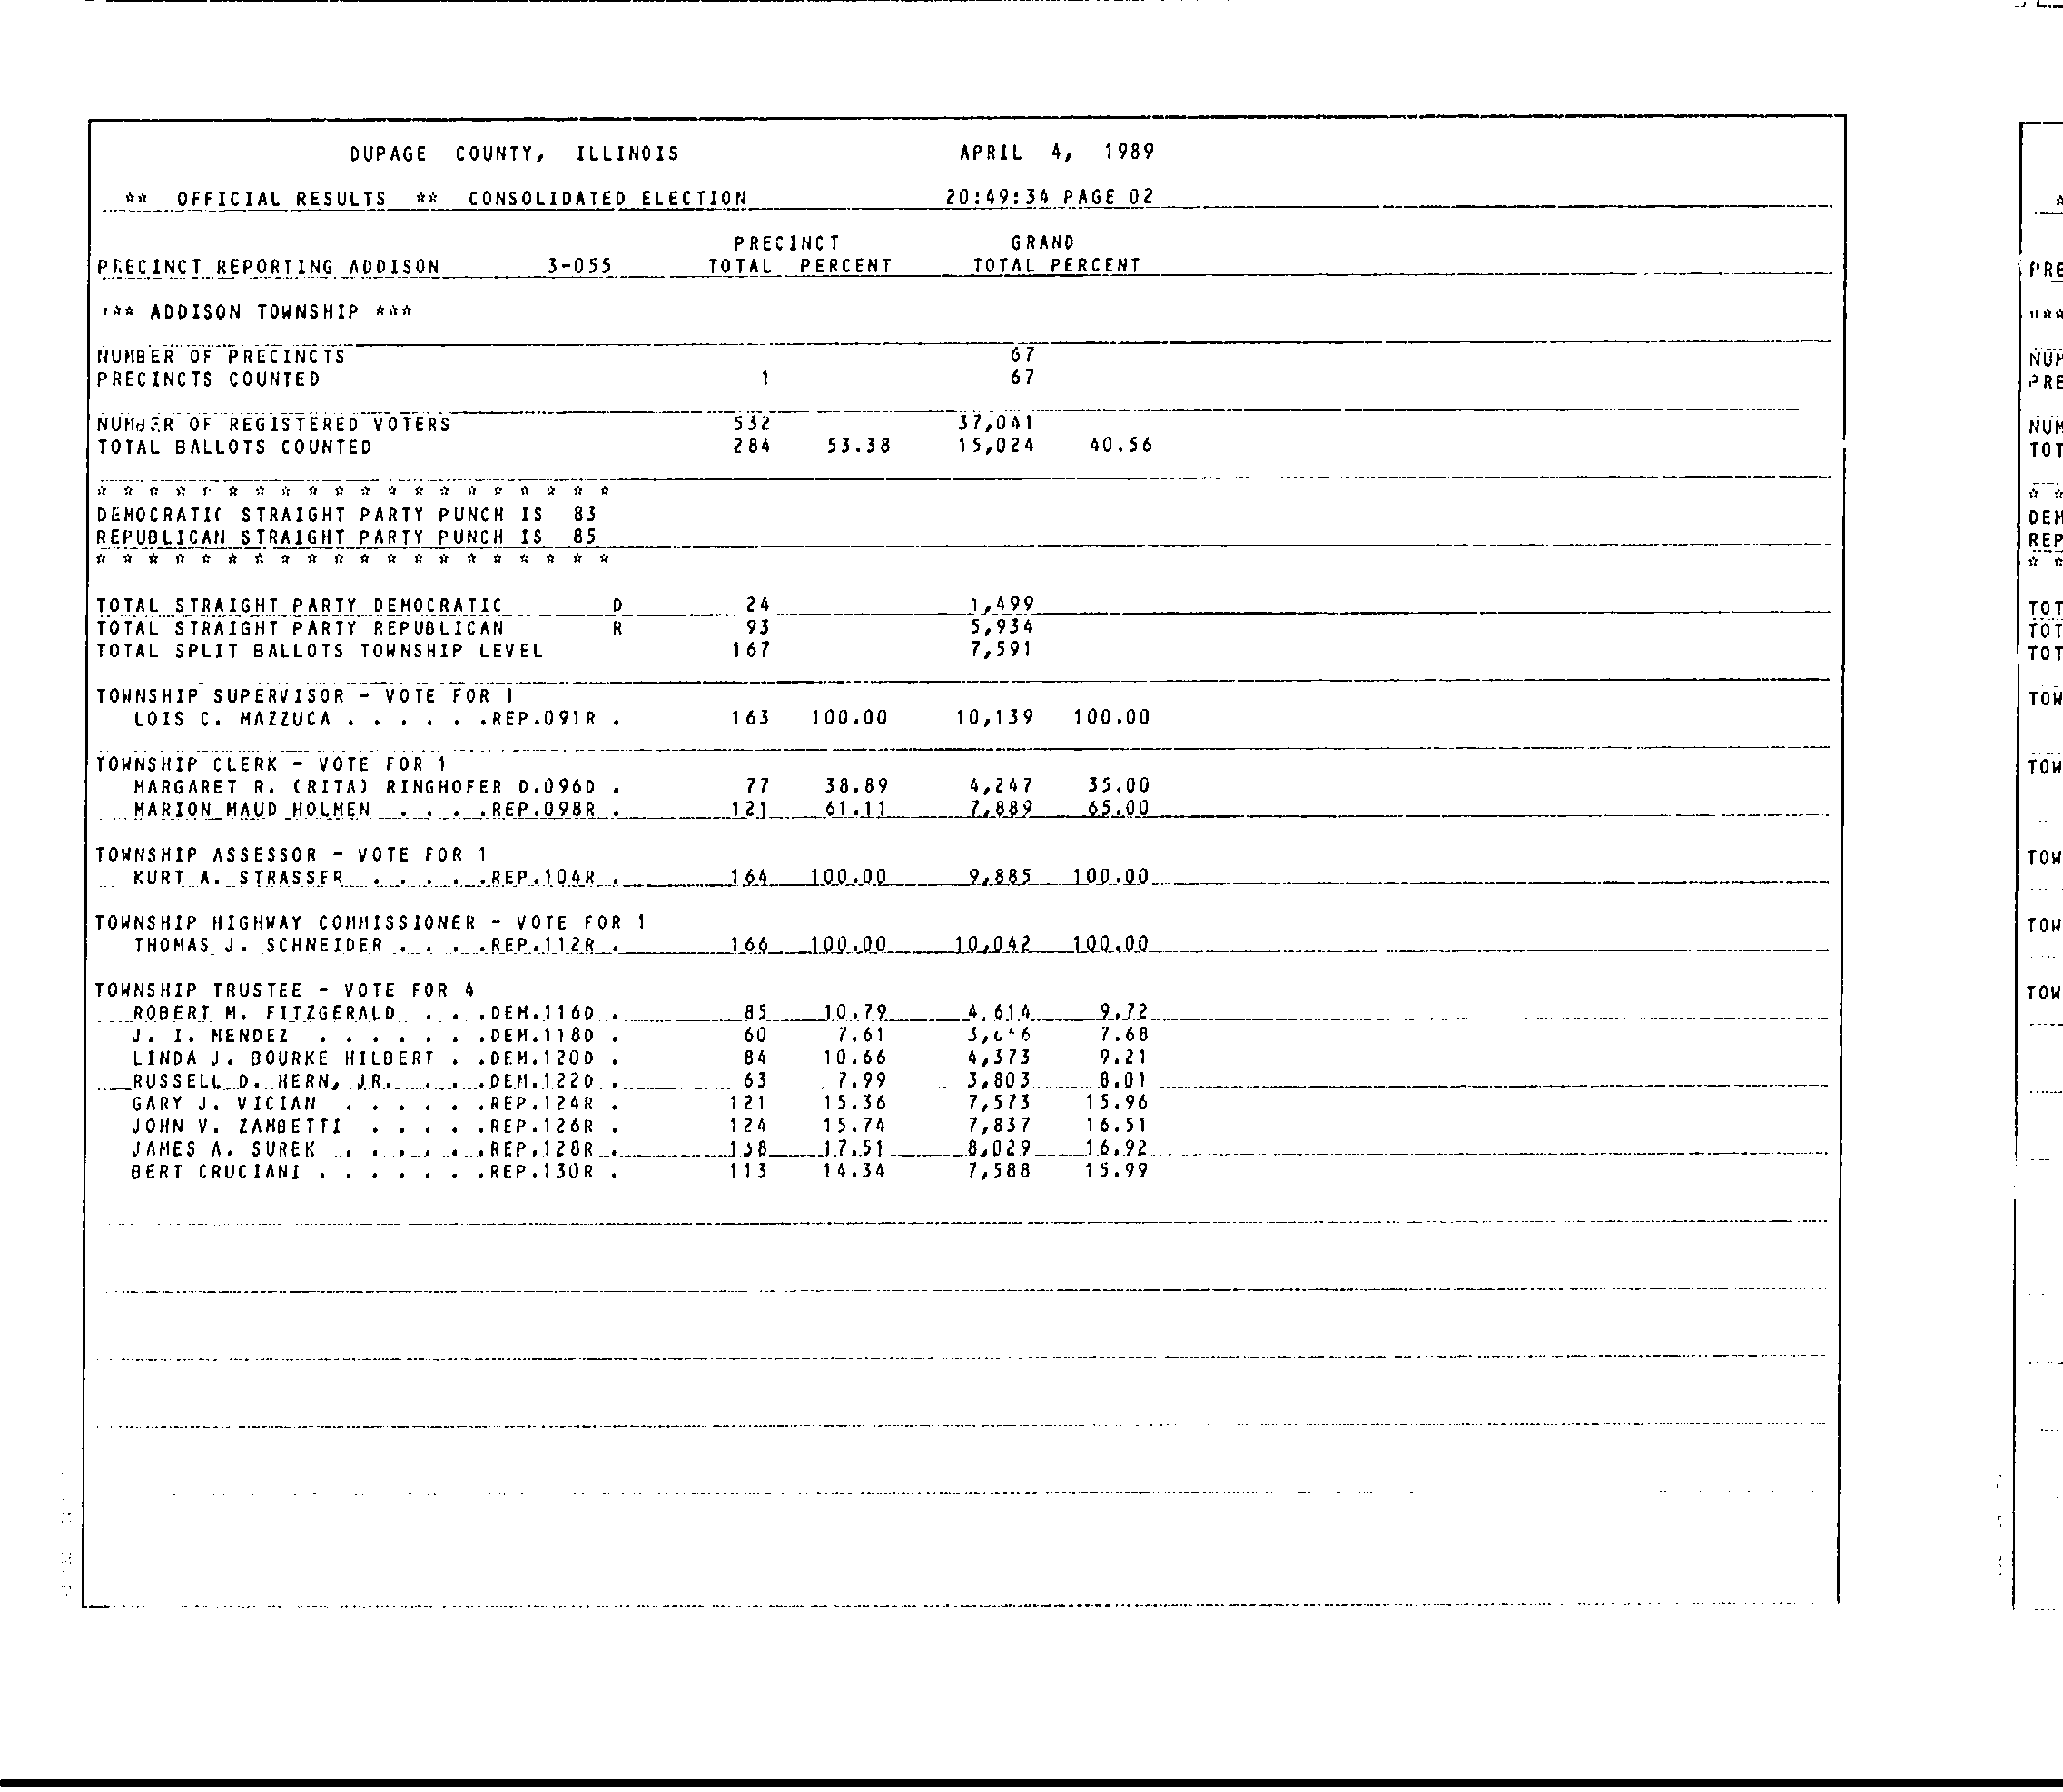 DUPAGE COUNTY, ILLINOIS APRIL 4, 1989
** OFFICIAL RESULTS ** CONSOLIDATED ELECTION 20:49:34 PAGE 02
PRECINCT GRAND
PRECINCT REPORTING ADDISON 3-055 TOTAL PERCENT TOTAL PERCENT
*** ADDISON TOWNSHIP ***
NUMBER OF PRECINCTS 67
PRECINCTS COUNTED 1 67
NUMBER OF REGISTERED VOTERS 532 37,041
TOTAL BALLOTS COUNTED 284 53.38 15,024 40.56
* * * * * * * * * * * * * * * * * * * *
DEMOCRATIC STRAIGHT PARTY PUNCH IS 83
REPUBLICAN STRAIGHT PARTY PUNCH IS 85
* * * * * * * * * * * * * * * * * * * *
TOTAL STRAIGHT PARTY DEMOCRATIC D 24 1,499
TOTAL STRAIGHT PARTY REPUBLICAN R 93 5,934
TOTAL SPLIT BALLOTS TOWNSHIP LEVEL 167 7,591
TOWNSHIP SUPERVISOR - VOTE FOR 1
LOIS C. MAZZUCA . . . . . .REP.091R . 163 100.00 10,139 100.00
TOWNSHIP CLERK - VOTE FOR 1
MARGARET R. (RITA) RINGHOFER D.096D . 77 38.89 4,247 35.00
MARION MAUD HOLMEN . . . .REP.098R . 121 61.11 7,889 65.00
TOWNSHIP ASSESSOR - VOTE FOR 1
KURT A. STRASSER . . . . .REP.104R . 164 100.00 9,885 100.00
TOWNSHIP HIGHWAY COMMISSIONER - VOTE FOR 1
THOMAS J. SCHNEIDER . . . .REP.112R . 166 100.00 10,042 100.00
TOWNSHIP TRUSTEE - VOTE FOR 4
ROBERT M. FITZGERALD . . .DEM.116D . 85 10.79 4,614 9.72
J. I. MENDEZ . . . . . . .DEM.118D . 60 7.61 7.68
LINDA J. BOURKE HILBERT . .DEM.120D . 84 10.66 4,373 9.21
RUSSELL D. HERN, JR. . . . .DEM.122D . 63 7.99 3,803 8.01
GARY J. VICIAN . . . . . .REP.124R . 121 15.36 7,573 15.96
JOHN V. ZAMBETTI . . . . .REP.126R . 124 15.74 7,837 16.51
JAMES A. SUREK . . . . . .REP.128R . 138 17.51 8,029 16.92
BERT CRUCIANI . . . . . . .REP.130R . 113 14.34 7,588 15.99